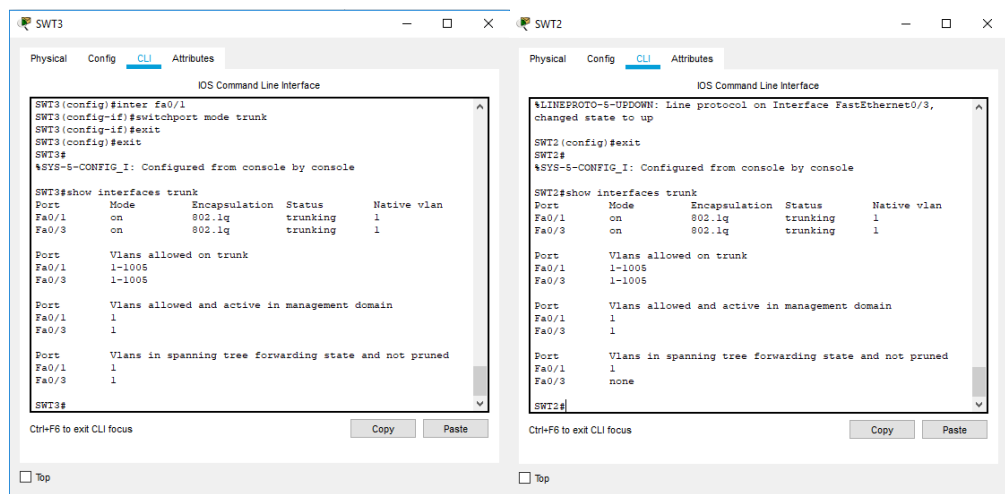 SWT3
Physical Config CLI Attributes
IOS Command Line Interface
SWT3(config)#inter fa0/1
SWT3(config-if)#switchport mode trunk
SWT3(config-if)#exit
SWT3(config)#exit
SWT3#
%SYS-5-CONFIG_I: Configured from console by console
SWT3#show interfaces trunk
Port Mode Encapsulation Status Native vlan
Fa0/1 on 802.1q trunking 1
Fa0/3 on 802.1q trunking 1
Port Vlans allowed on trunk
Fa0/1 1-1005
Fa0/3 1-1005
Port Vlans allowed and active in management domain
Fa0/1 1
Fa0/3 1
Port Vlans in spanning tree forwarding state and not pruned
Fa0/1 1
Fa0/3 1
SWT3#
Ctrl+F6 to exit CLI focus
Copy Paste
Top
SWT2
Physical Config CLI Attributes
IOS Command Line Interface
%LINEPROTO-5-UPDOWN: Line protocol on Interface FastEthernet0/3,
changed state to up
SWT2(config)#exit
SWT2#
%SYS-5-CONFIG_I: Configured from console by console
SWT2#show interfaces trunk
Port Mode Encapsulation Status Native vlan
Fa0/1 on 802.1q trunking 1
Fa0/3 on 802.1q trunking 1
Port Vlans allowed on trunk
Fa0/1 1-1005
Fa0/3 1-1005
Port Vlans allowed and active in management domain
Fa0/1 1
Fa0/3 1
Port Vlans in spanning tree forwarding state and not pruned
Fa0/1 1
Fa0/3 none
SWT2#
Ctrl+F6 to exit CLI focus
Copy Paste
Top